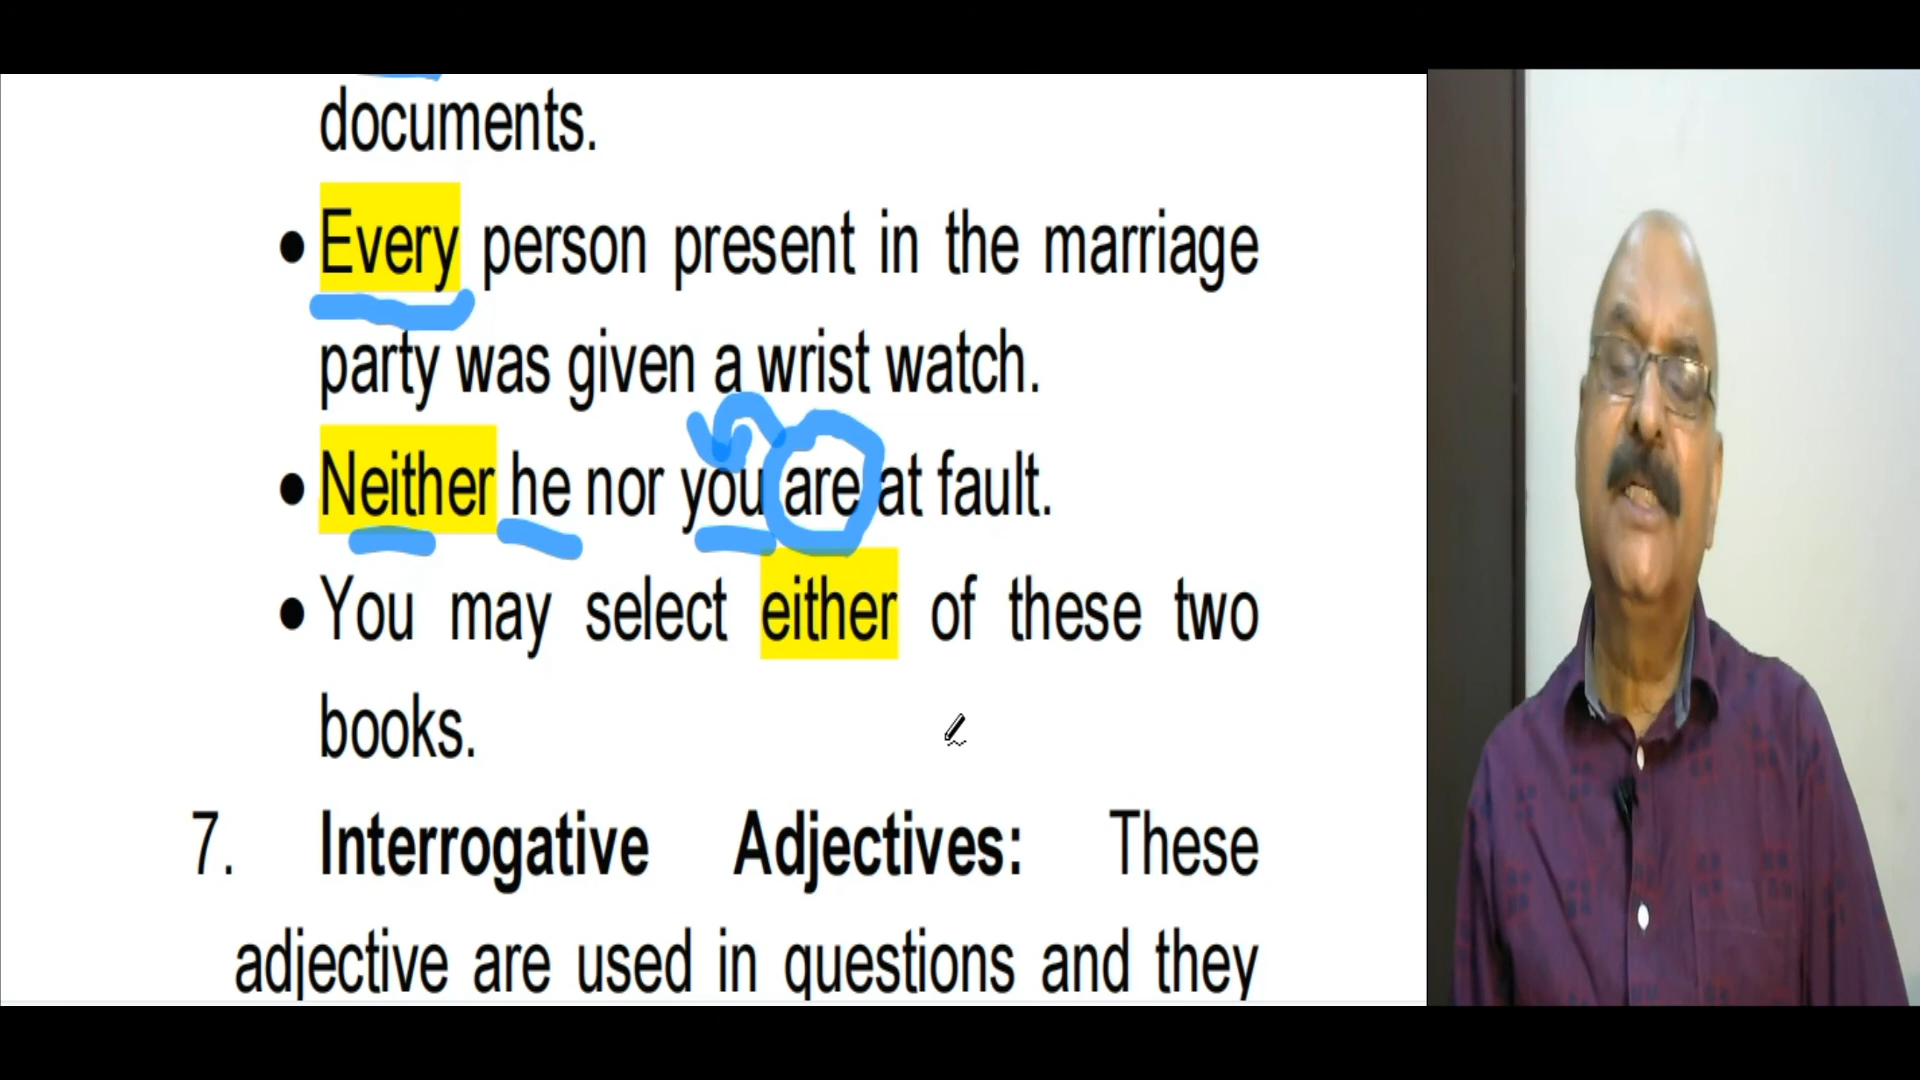 documents.
• Every person present in the marriage
party was given a wrist watch.
• Neither he nor you are at fault.
• You may select either of these two
books.
7. Interrogative Adjectives: These
adjective are used in questions and they